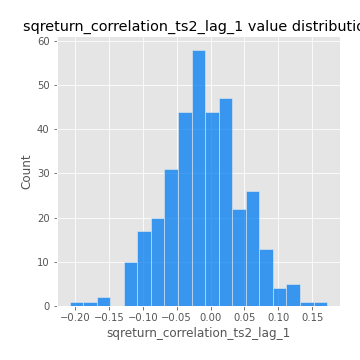 sqreturn_correlation_ts2_lag_1 value distributio
60
50
40
30
20
10
0
Count
−0.20 −0.15 −0.10 −0.05 0.00 0.05 0.10 0.15
sqreturn_correlation_ts2_lag_1